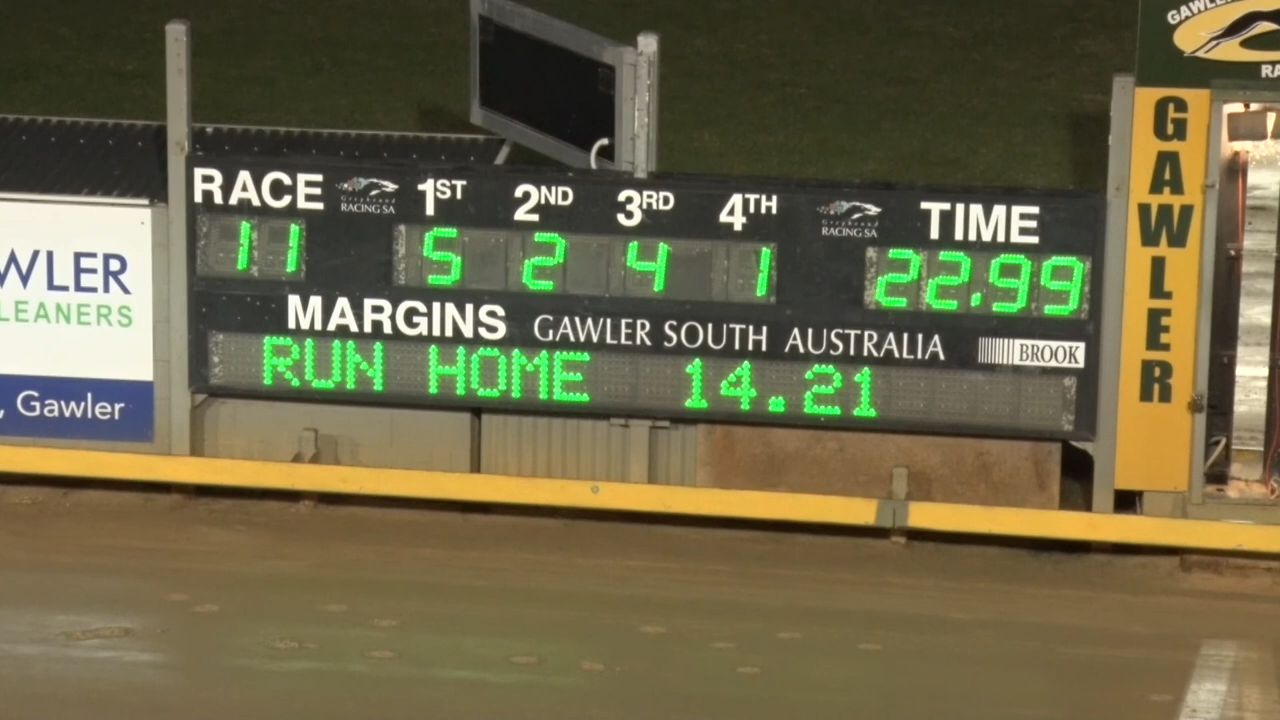 RACE Greyhound RACING SA 1ST 2ND 3RD 4TH Greyhound RACING SA TIME
11 5 2 4 1 22.99
MARGINS GAWLER SOUTH AUSTRALIA BROOK
RUN HOME 14.21
WLER
LEANERS
, Gawler
GAWLER
RA
GAWLER